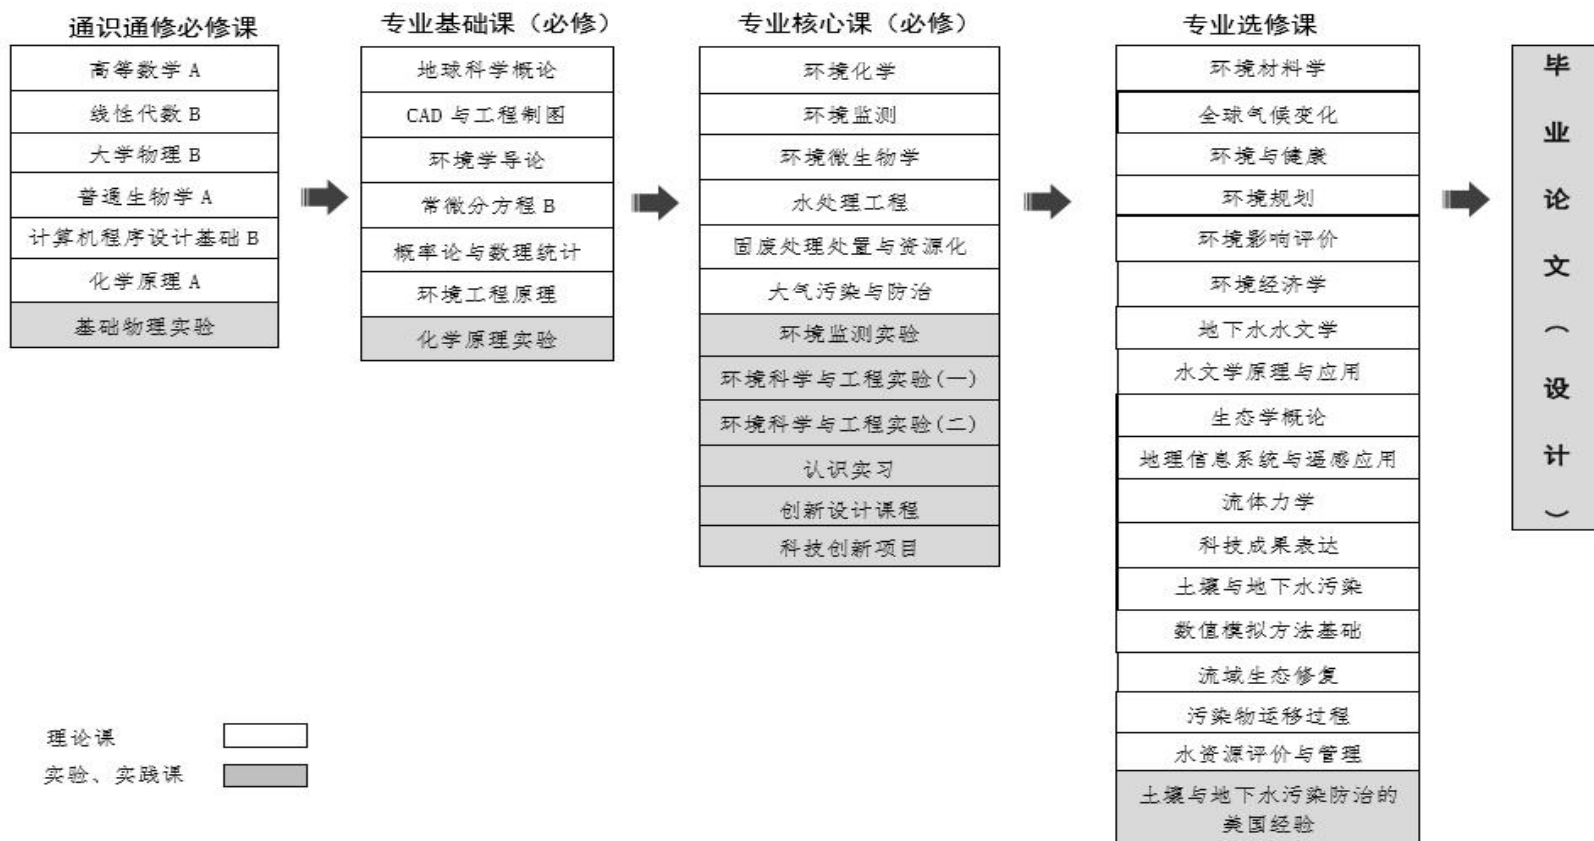 通识通修必修课
高等数学 A
线性代数 B
大学物理 B
普通生物学 A
计算机程序设计基础 B
化学原理 A
基础物理实验
专业基础课（必修）
地球科学概论
CAD 与工程制图
环境学导论
常微分方程 B
概率论与数理统计
环境工程原理
化学原理实验
专业核心课（必修）
环境化学
环境监测
环境微生物学
水处理工程
固废处理处置与资源化
大气污染与防治
环境监测实验
环境科学与工程实验(一)
环境科学与工程实验(二)
认识实习
创新设计课程
科技创新项目
专业选修课
环境材料学
全球气候变化
环境与健康
环境规划
环境影响评价
环境经济学
地下水水文学
水文学原理与应用
生态学概论
地理信息系统与遥感应用
流体力学
科技成果表达
土壤与地下水污染
数值模拟方法基础
流域生态修复
污染物运移过程
水资源评价与管理
土壤与地下水污染防治的
美国经验
毕业论文（设计）
理论课
实验、实践课